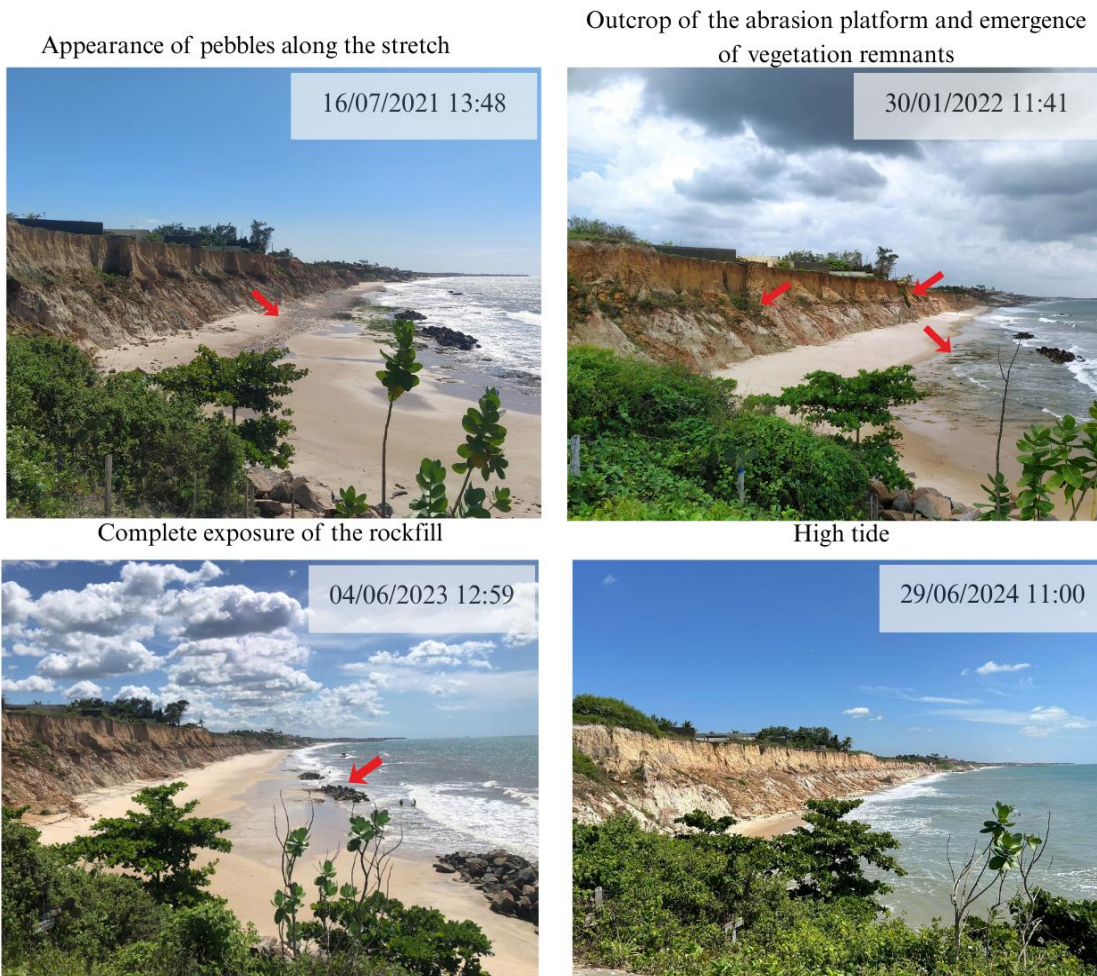 Appearance of pebbles along the stretch
Outcrop of the abrasion platform and emergence
of vegetation remnants
16/07/2021 13:48
30/01/2022 11:41
Complete exposure of the rockfill
High tide
04/06/2023 12:59
29/06/2024 11:00